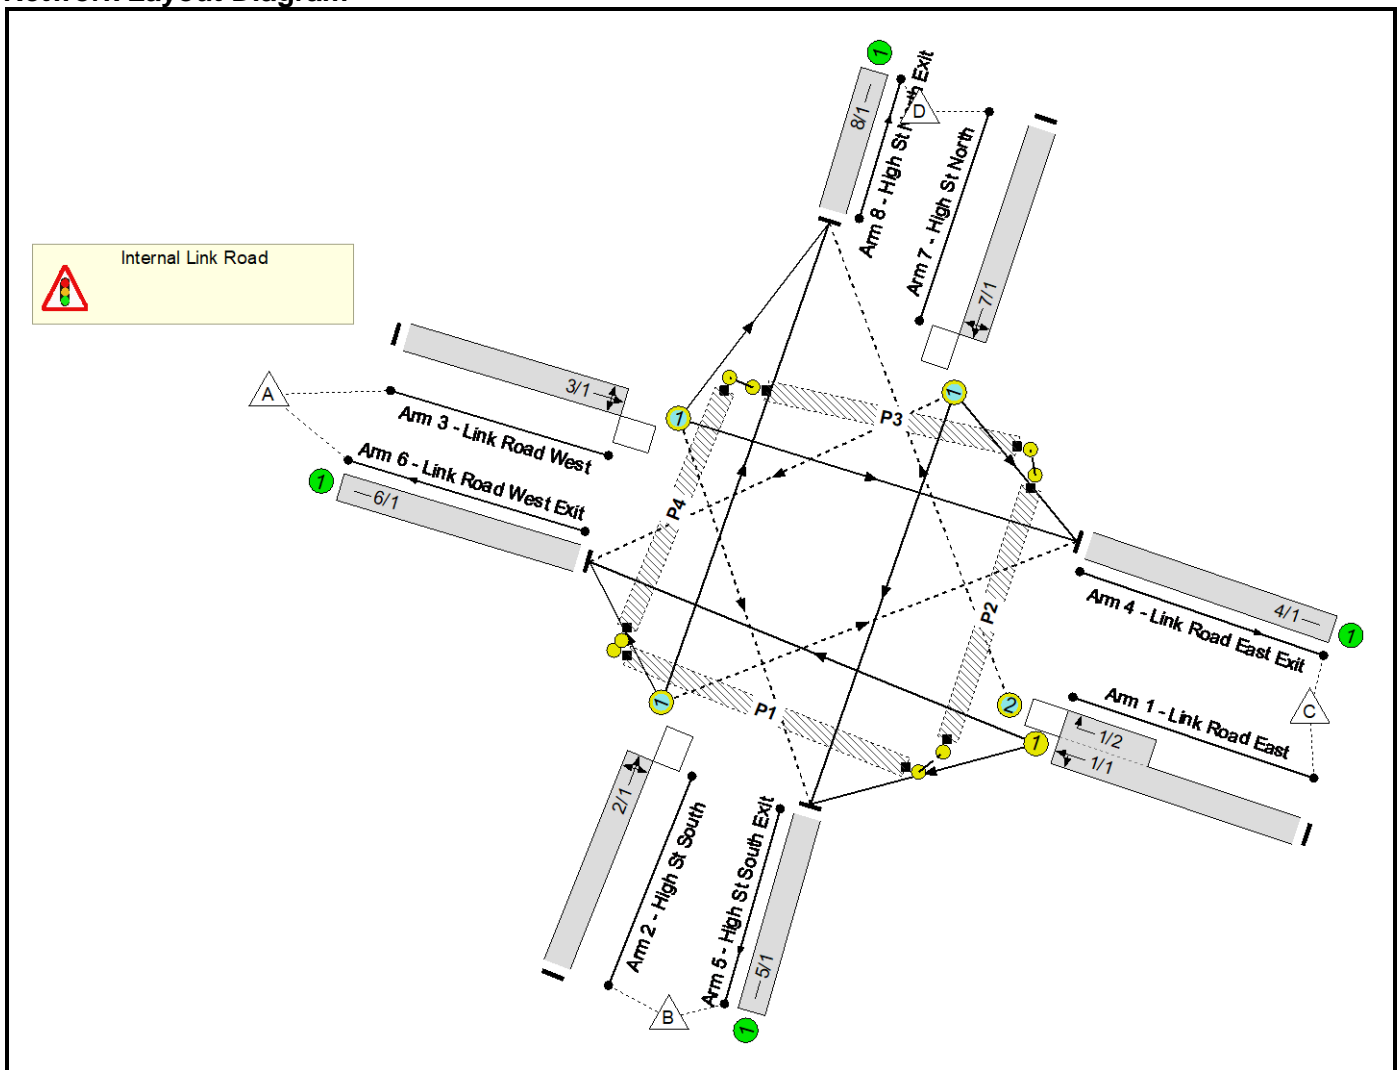 Network Layout Diagram
1
8/1
Arm 8 - High St North Exit
D
Arm 7 - High St North
7/1
Internal Link Road
3/1
A
Arm 3 - Link Road West
1
P3
1
Arm 6 - Link Road West Exit
1
6/1
P4
P2
Arm 4 - Link Road East Exit
4/1
1
1
P1
2
Arm 1 - Link Road East
C
1
1/2
1/1
2/1
Arm 2 - High St South
Arm 5 - High St South Exit
5/1
B
1